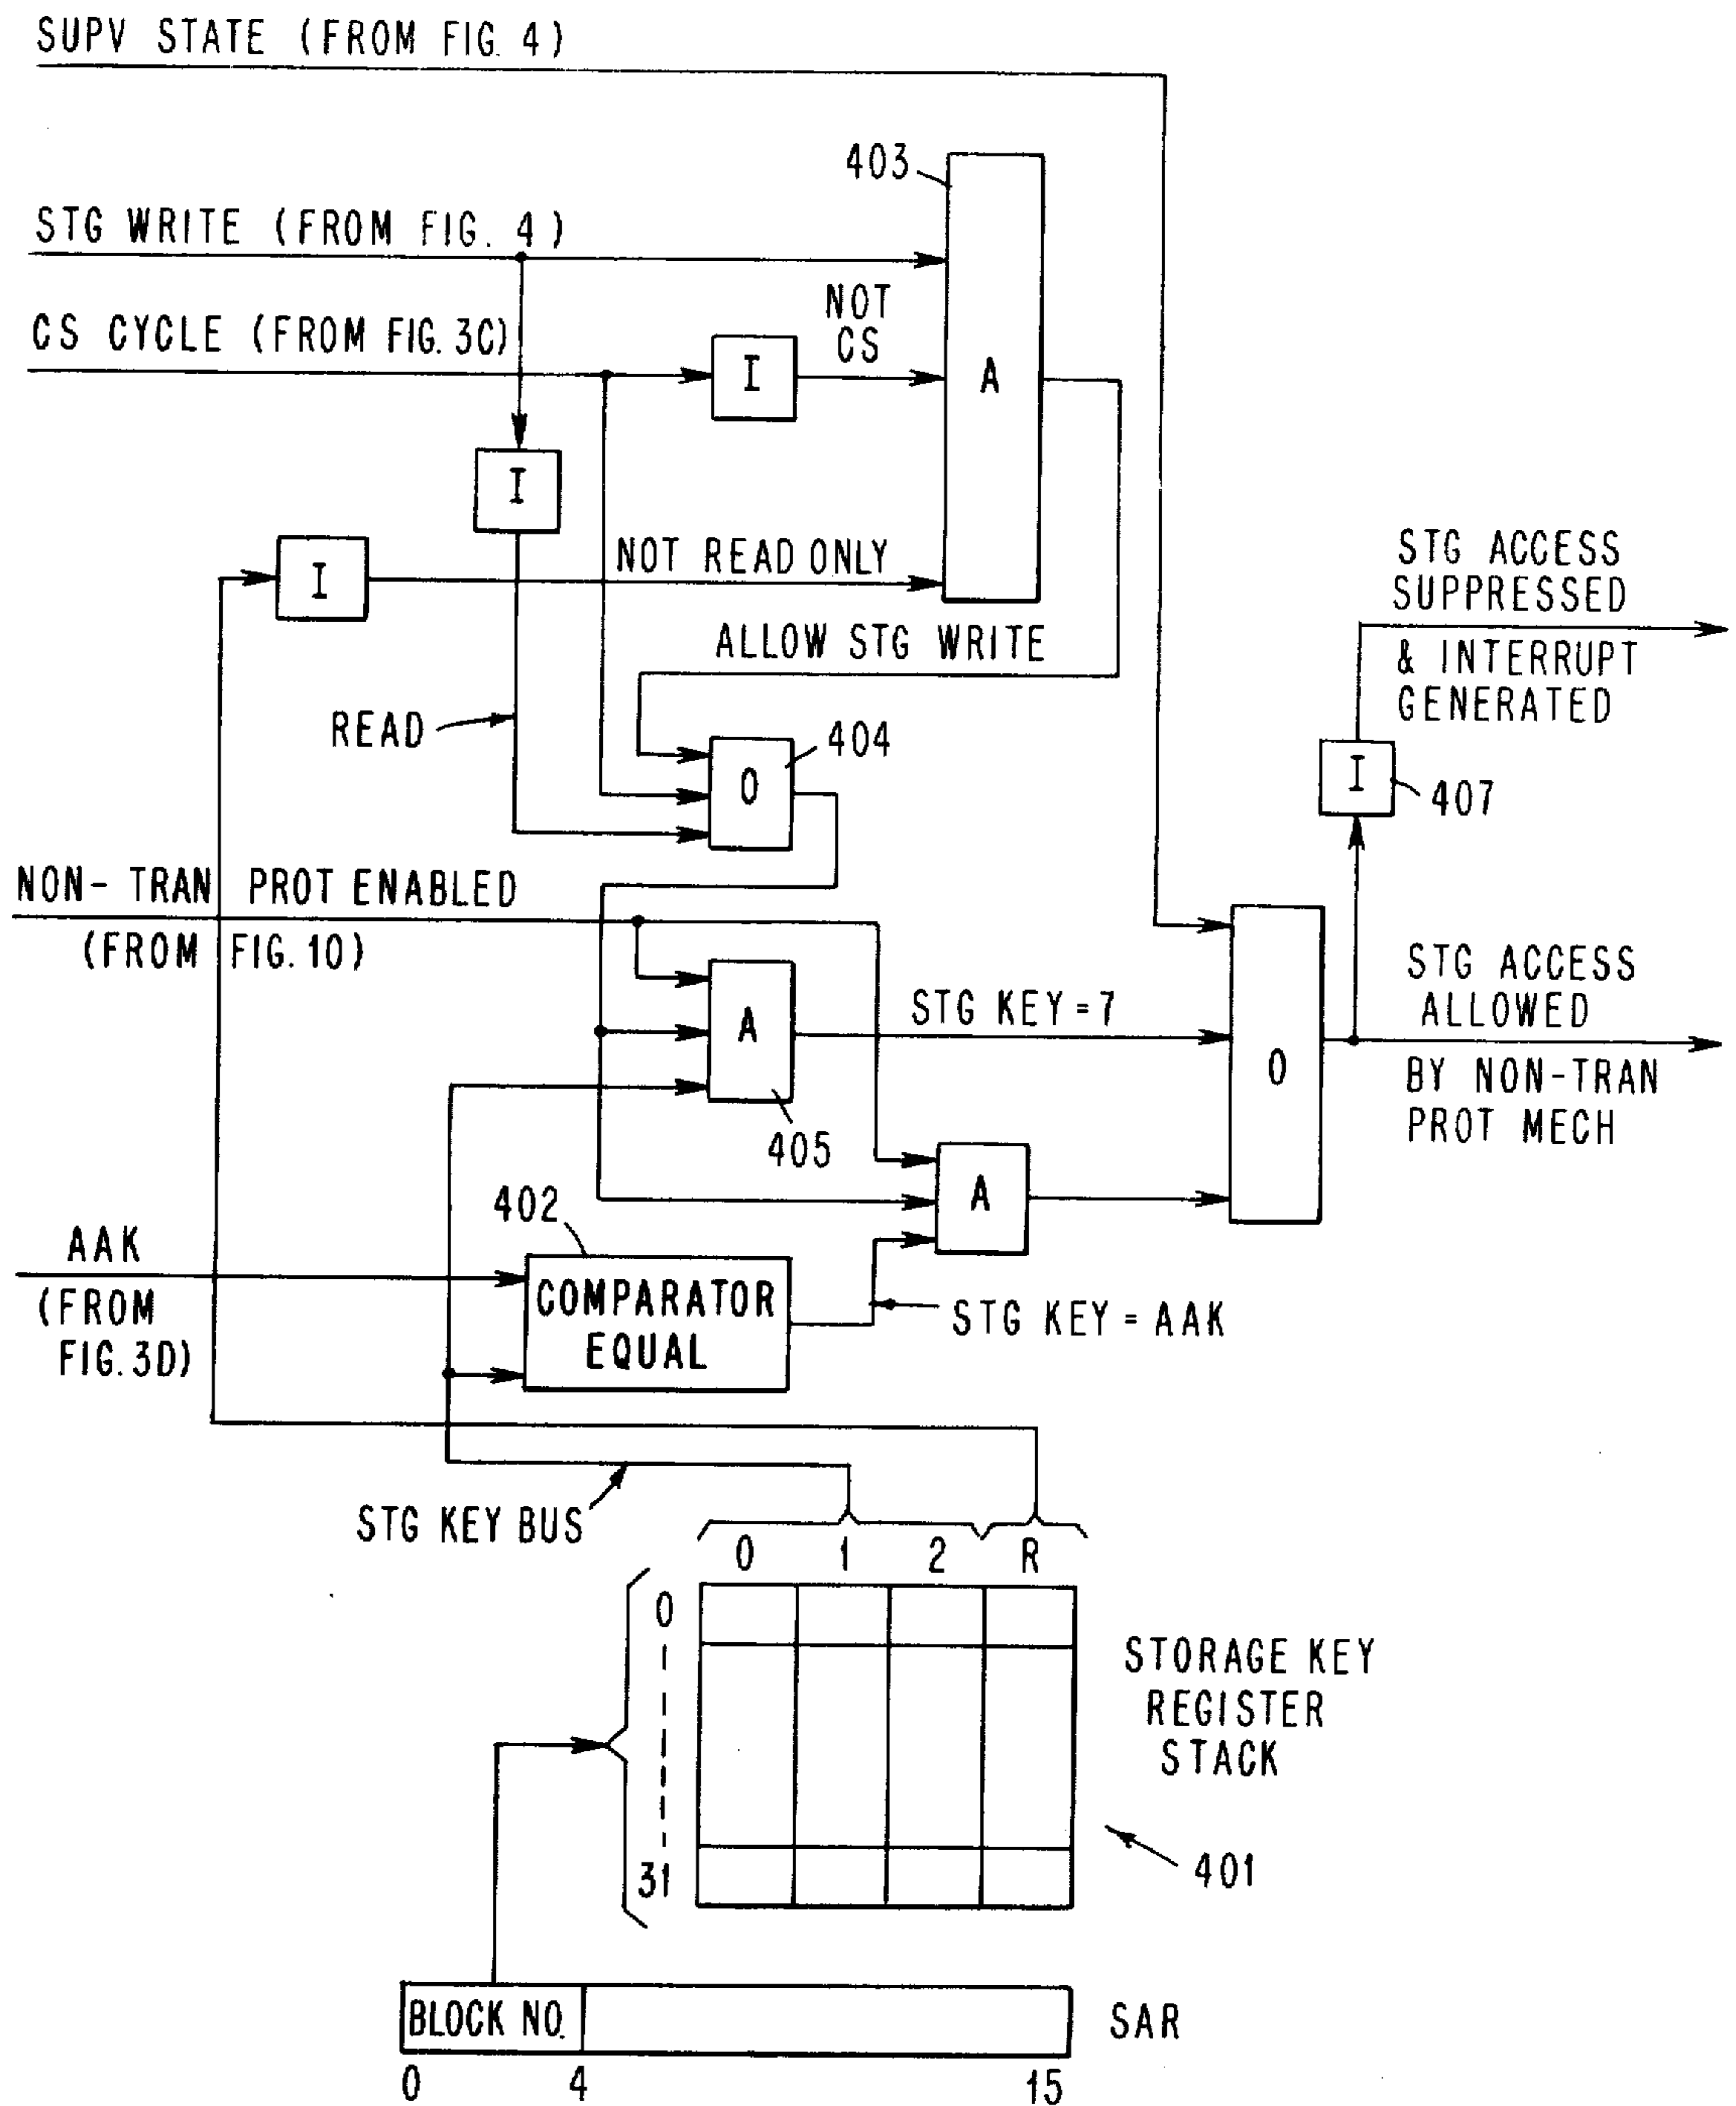 SUPV STATE (FROM FIG. 4)
403
STG WRITE (FROM FIG. 4)
NOT
CS
CS CYCLE (FROM FIG. 3C)
I
A
I
I
NOT READ ONLY
STG ACCESS
SUPPRESSED
& INTERRUPT
GENERATED
ALLOW STG WRITE
READ
404
O
I
407
NON-TRAN PROT ENABLED
(FROM FIG. 10)
STG ACCESS
ALLOWED
BY NON-TRAN
PROT MECH
STG KEY = 7
A
O
405
A
402
AAK
(FROM
FIG. 3D)
COMPARATOR
EQUAL
STG KEY = AAK
STG KEY BUS
0 1 2 R
0
31
STORAGE KEY
REGISTER
STACK
401
BLOCK NO.
SAR
0 4 15